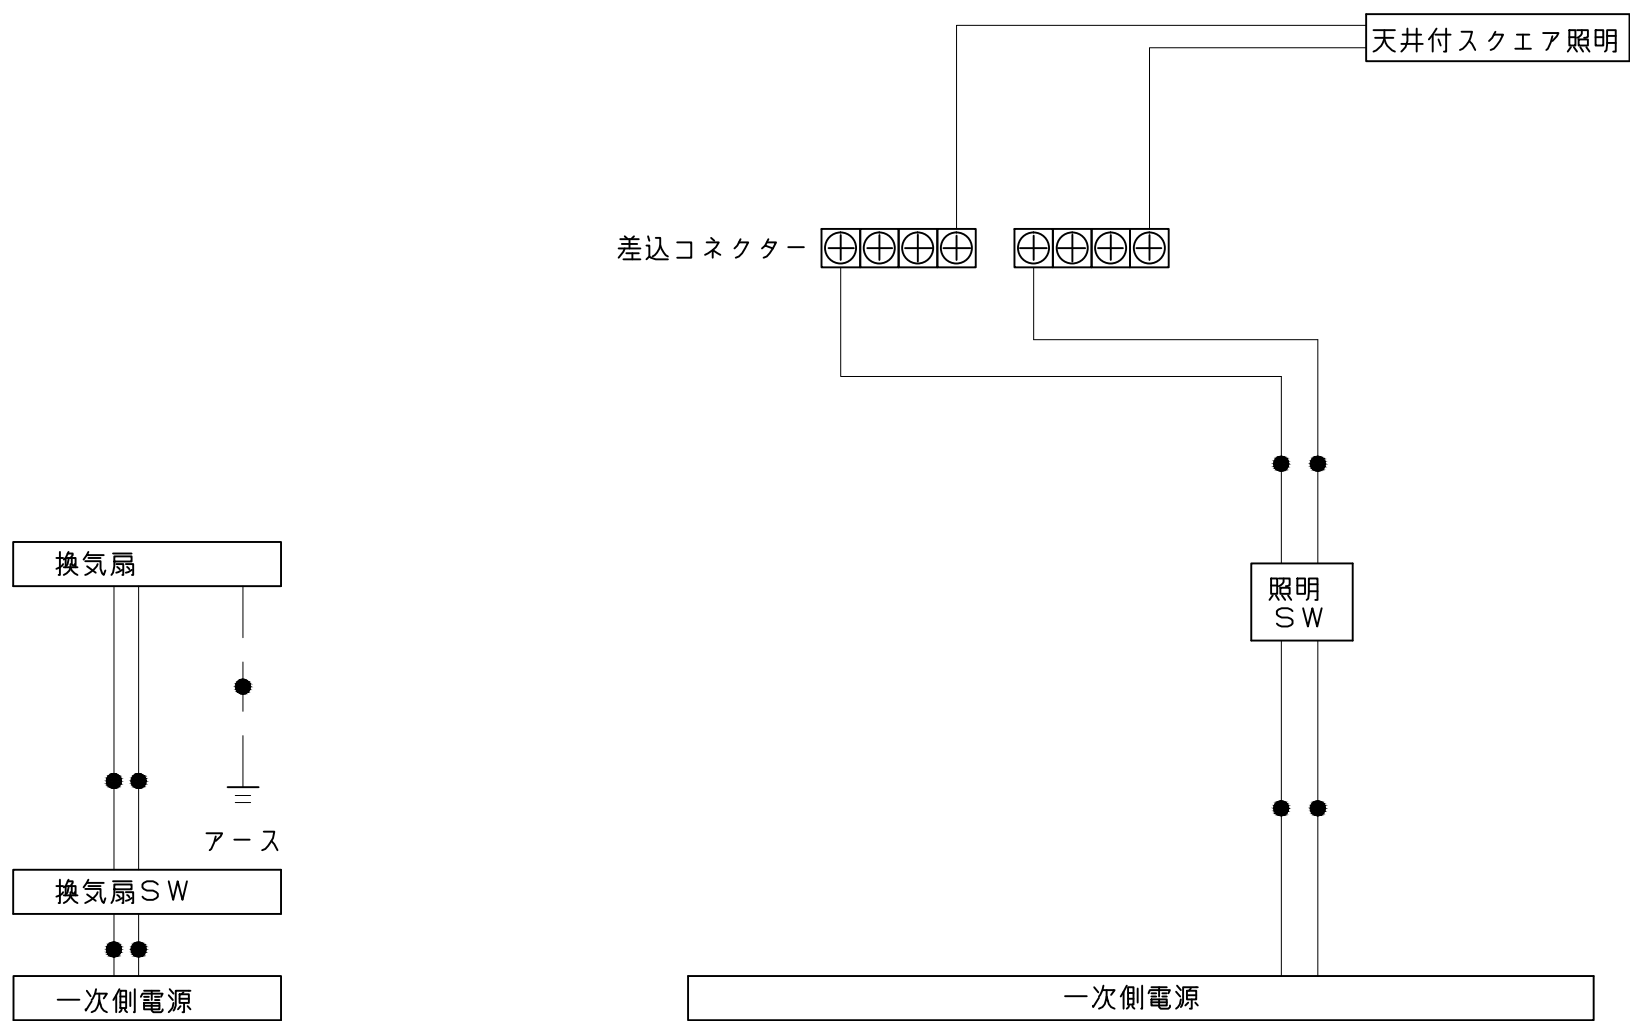 天井付スクエア照明
差込コネクター
換気扇
照明
ＳＷ
アース
換気扇ＳＷ
一次側電源
一次側電源